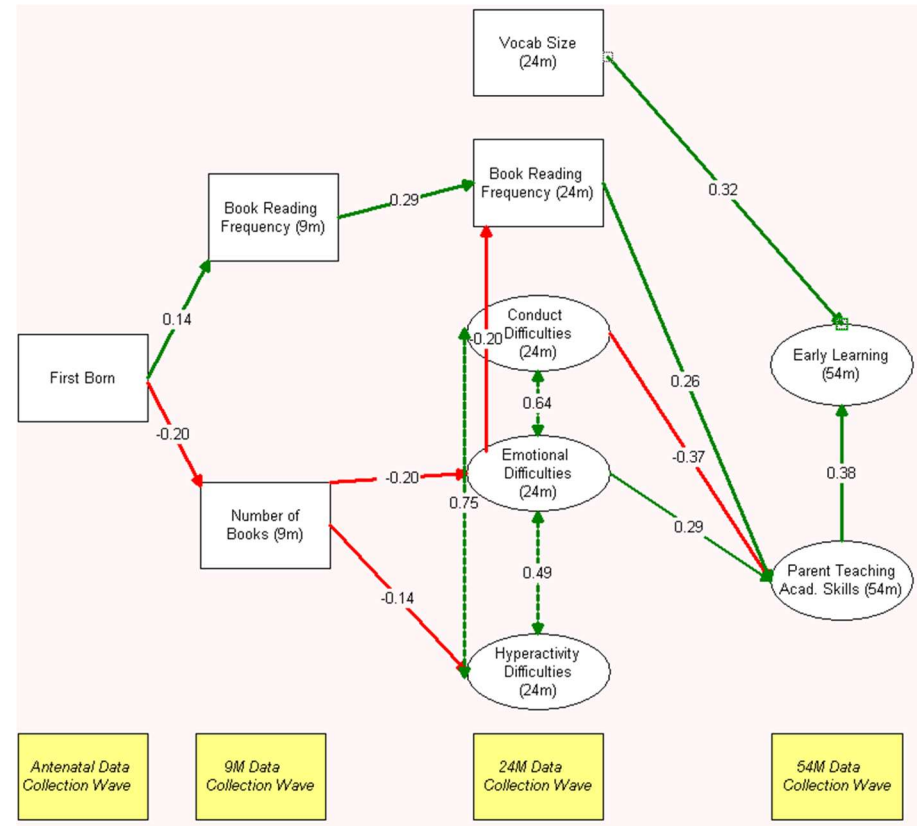 Vocab Size
(24m)
Book Reading
Frequency (24m)
Book Reading
Frequency (9m)
0.29
0.32
0.14
First Born
-0.20
Conduct
Difficulties
(24m)
-0.20
Early Learning
(54m)
0.26
0.64
-0.37
Number of
Books (9m)
-0.20
Emotional
Difficulties
(24m)
0.75
0.29
0.38
-0.14
0.49
Parent Teaching
Acad. Skills (54m)
Hyperactivity
Difficulties
(24m)
Antenatal Data
Collection Wave
9M Data
Collection Wave
24M Data
Collection Wave
54M Data
Collection Wave